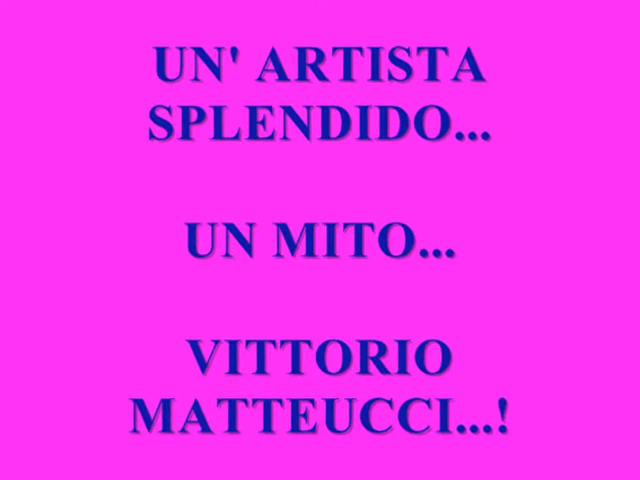 UN' ARTISTA
SPLENDIDO...
UN MITO...
VITTORIO
MATTEUCCI...!